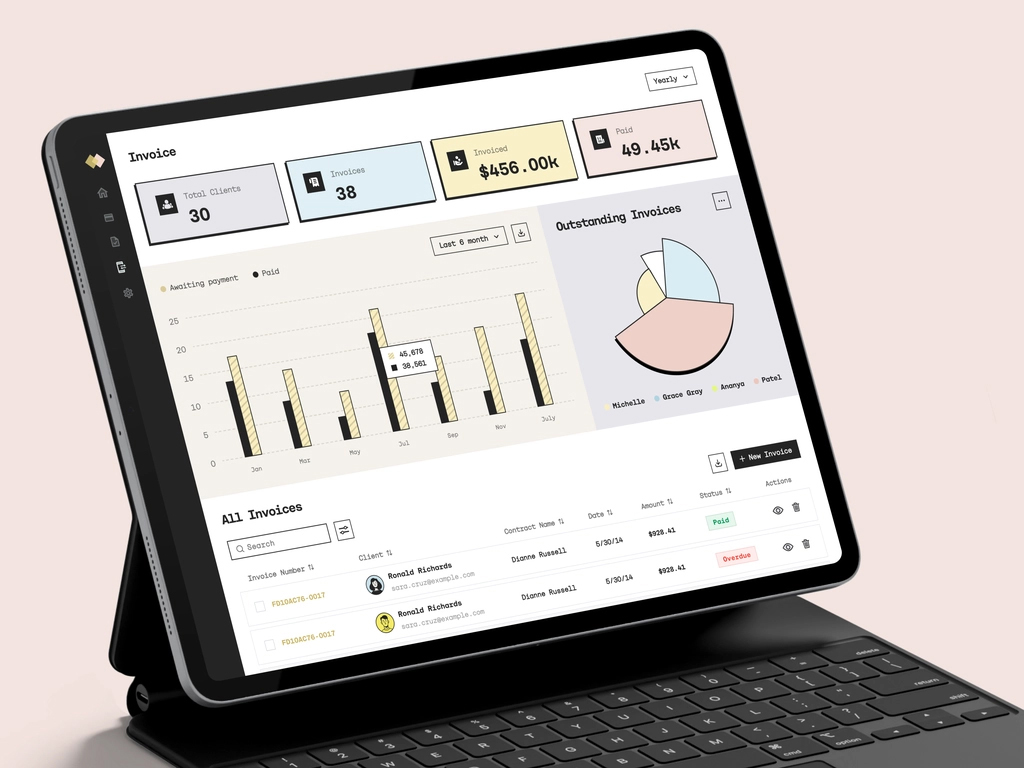 Invoice
Yearly
Total Clients
30
Invoices
38
Invoiced
$456.00k
Paid
49.45k
Awaiting payment
Paid
Last 6 month
25
20
15
10
5
0
45,678
38,561
Jan
Mar
May
Jul
Sep
Nov
July
Outstanding Invoices
...
Michelle
Grace Gray
Ananya
Patel
All Invoices
+ New Invoice
Search
Invoice Number
Client
Contract Name
Date
Amount
Status
Actions
FD10AC76-0017
Ronald Richards
sara.cruz@example.com
Dianne Russell
5/30/14
$928.41
Paid
FD10AC76-0017
Ronald Richards
sara.cruz@example.com
Dianne Russell
5/30/14
$928.41
Overdue
delete
return
shift
option
cmd